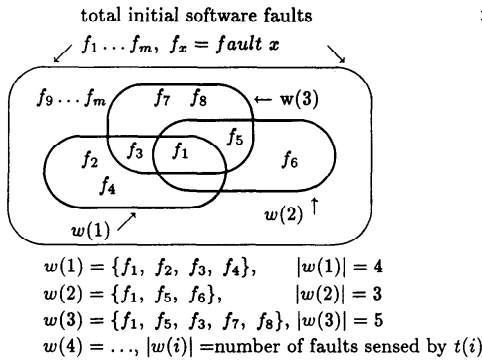 total initial software faults
f₁ … fₘ, fₓ = fault x
f₉ … fₘ f₇ f₈ ← w(3)
f₅
f₂ f₃ f₁ f₆
f₄
w(2) ↑
w(1) ↗
w(1) = {f₁, f₂, f₃, f₄}, |w(1)| = 4
w(2) = {f₁, f₅, f₆}, |w(2)| = 3
w(3) = {f₁, f₅, f₃, f₇, f₈}, |w(3)| = 5
w(4) = …, |w(i)| =number of faults sensed by t(i)